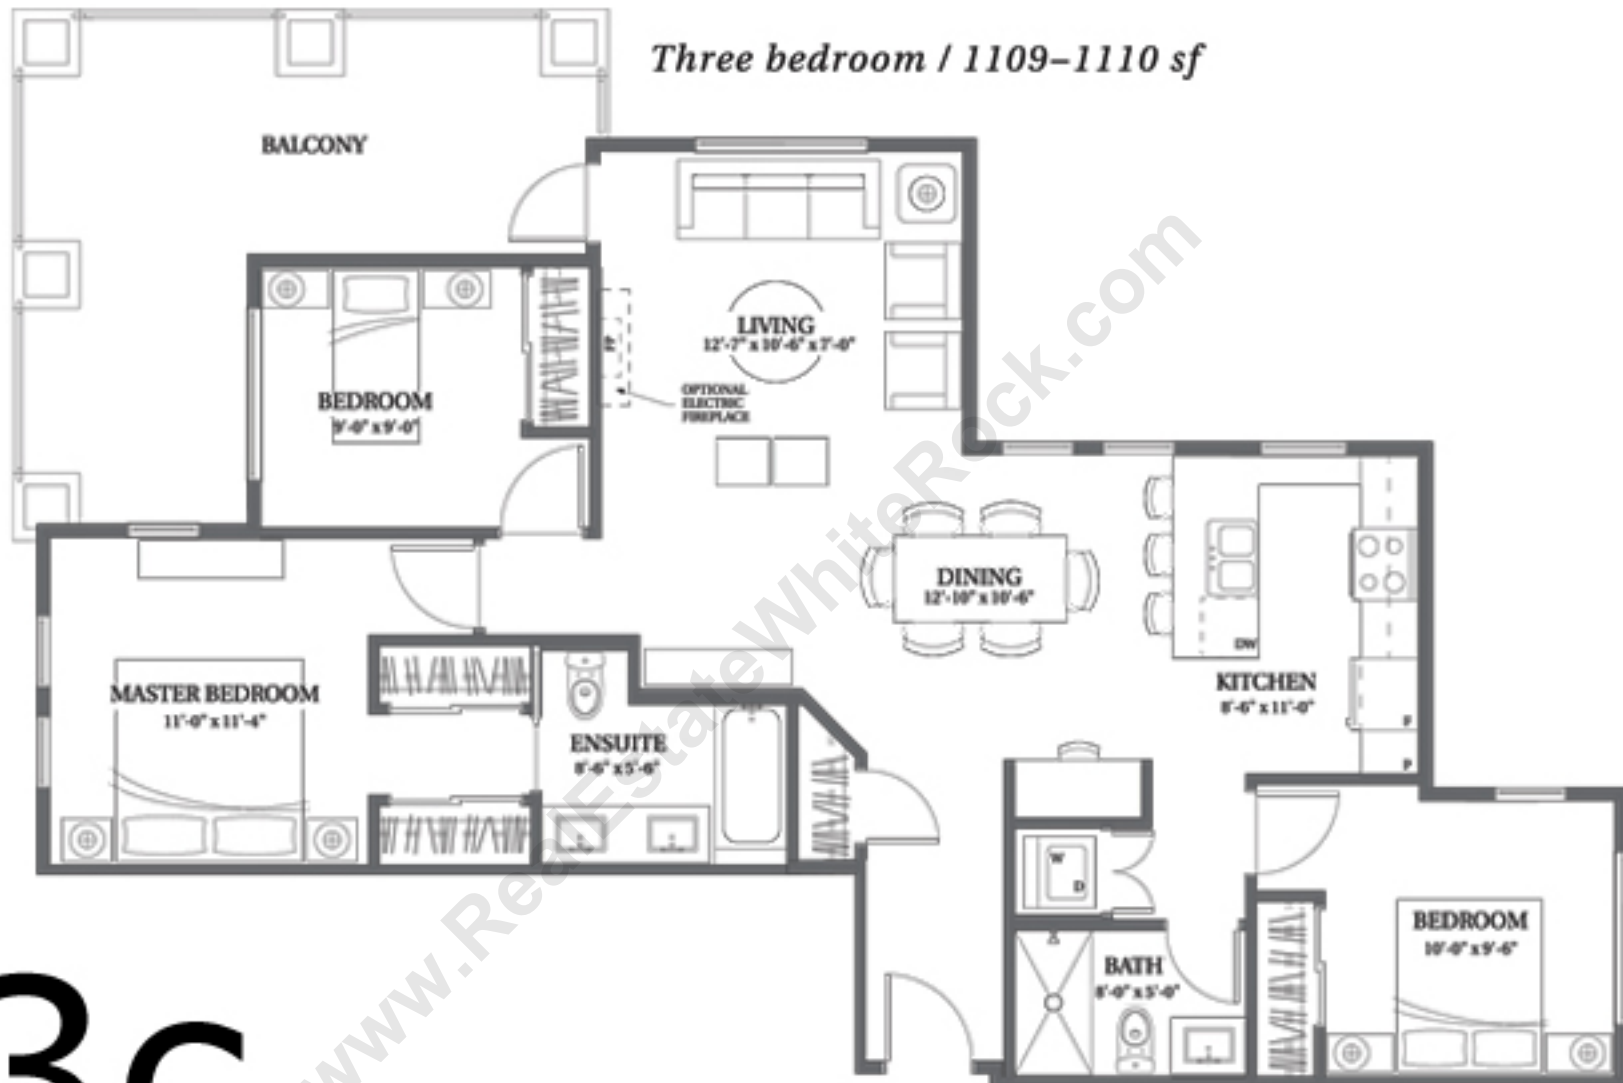 Three bedroom / 1109–1110 sf
BALCONY
LIVING
12'-7" x 10'-6" x 7'-0"
FP
OPTIONAL
ELECTRIC
FIREPLACE
BEDROOM
9'-0" x 9'-0"
DINING
12'-10" x 10'-6"
DW
KITCHEN
8'-6" x 11'-0"
F
P
MASTER BEDROOM
11'-0" x 11'-4"
ENSUITE
8'-6" x 5'-6"
W
D
BATH
8'-0" x 5'-0"
BEDROOM
10'-0" x 9'-6"
3c
www.RealEstateWhiteRock.com